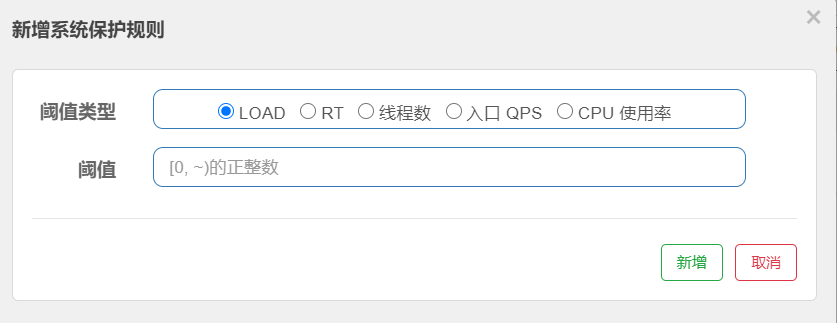 新增系统保护规则
阈值类型 LOAD RT 线程数 入口 QPS CPU 使用率
阈值 [0, ~)的正整数
新增 取消